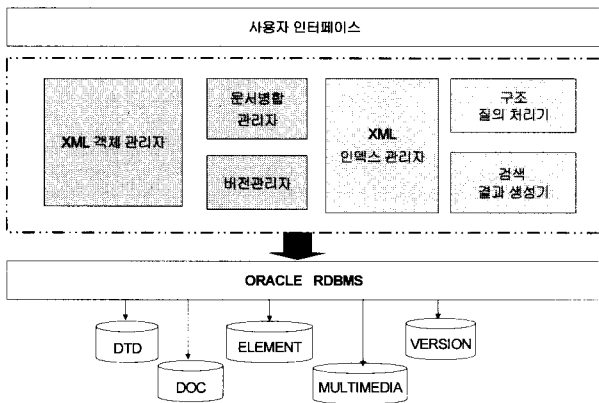 사용자 인터페이스
XML 객체 관리자
문서병합
관리자
버전관리자
XML
인덱스 관리자
구조
질의 처리기
검색
결과 생성기
ORACLE RDBMS
DTD
DOC
ELEMENT
MULTIMEDIA
VERSION